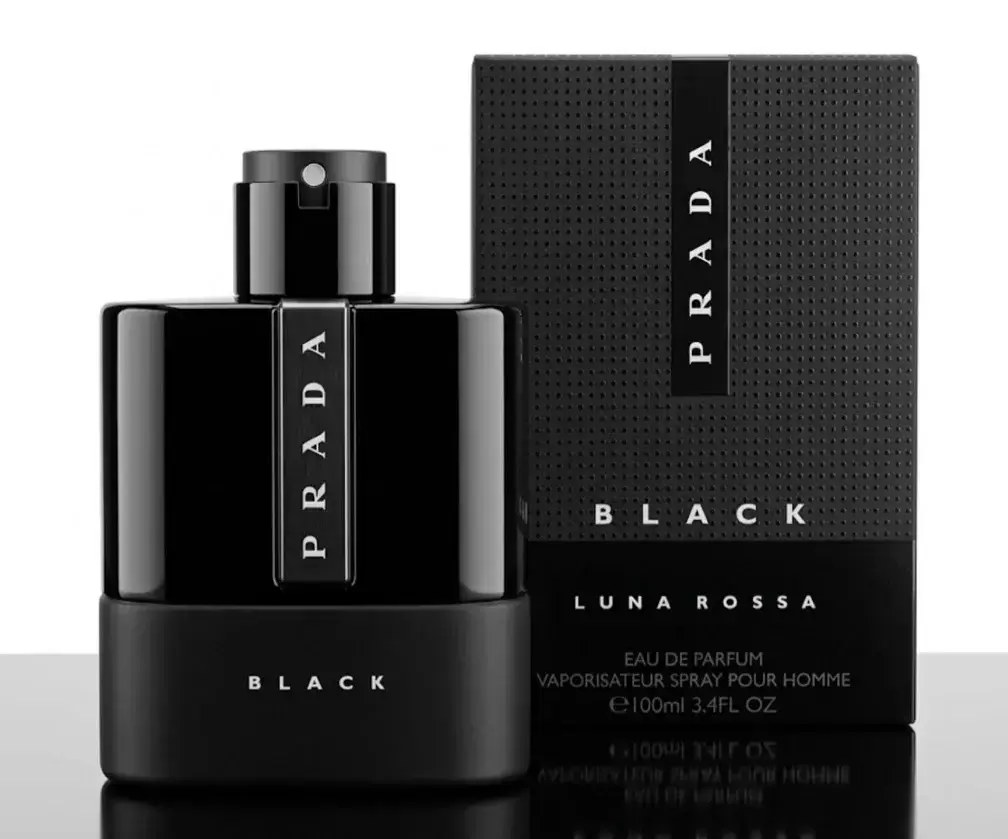 PRADA
BLACK
PRADA
BLACK
LUNA ROSSA
EAU DE PARFUM
VAPORISATEUR SPRAY POUR HOMME
℮100ml 3,4FL OZ